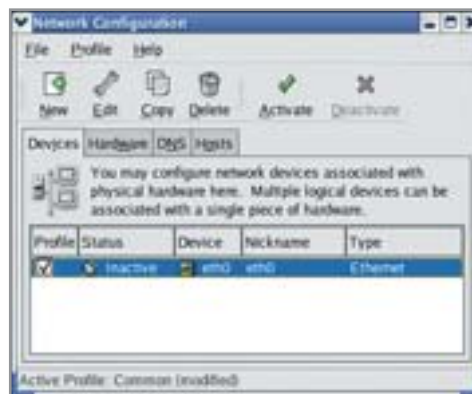 Network Configuration
File Profile Help
New Edit Copy Delete Activate Deactivate
Devices Hardware DNS Hosts
You may configure network devices associated with
physical hardware here. Multiple logical devices can be
associated with a single piece of hardware.
Profile Status Device Nickname Type
Inactive eth0 eth0 Ethernet
Active Profile: Common (modified)